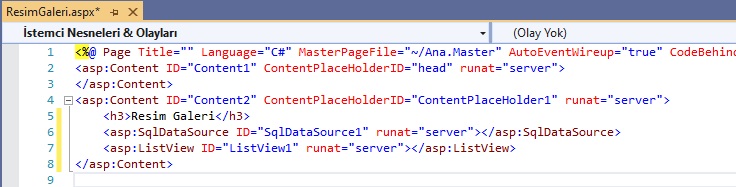 ResimGaleri.aspx*
İstemci Nesneleri & Olayları (Olay Yok)
1 <%@ Page Title="" Language="C#" MasterPageFile="~/Ana.Master" AutoEventWireup="true" CodeBehin
2 <asp:Content ID="Content1" ContentPlaceHolderID="head" runat="server">
3 </asp:Content>
4 <asp:Content ID="Content2" ContentPlaceHolderID="ContentPlaceHolder1" runat="server">
5 <h3>Resim Galeri</h3>
6 <asp:SqlDataSource ID="SqlDataSource1" runat="server"></asp:SqlDataSource>
7 <asp:ListView ID="ListView1" runat="server"></asp:ListView>
8 </asp:Content>
9